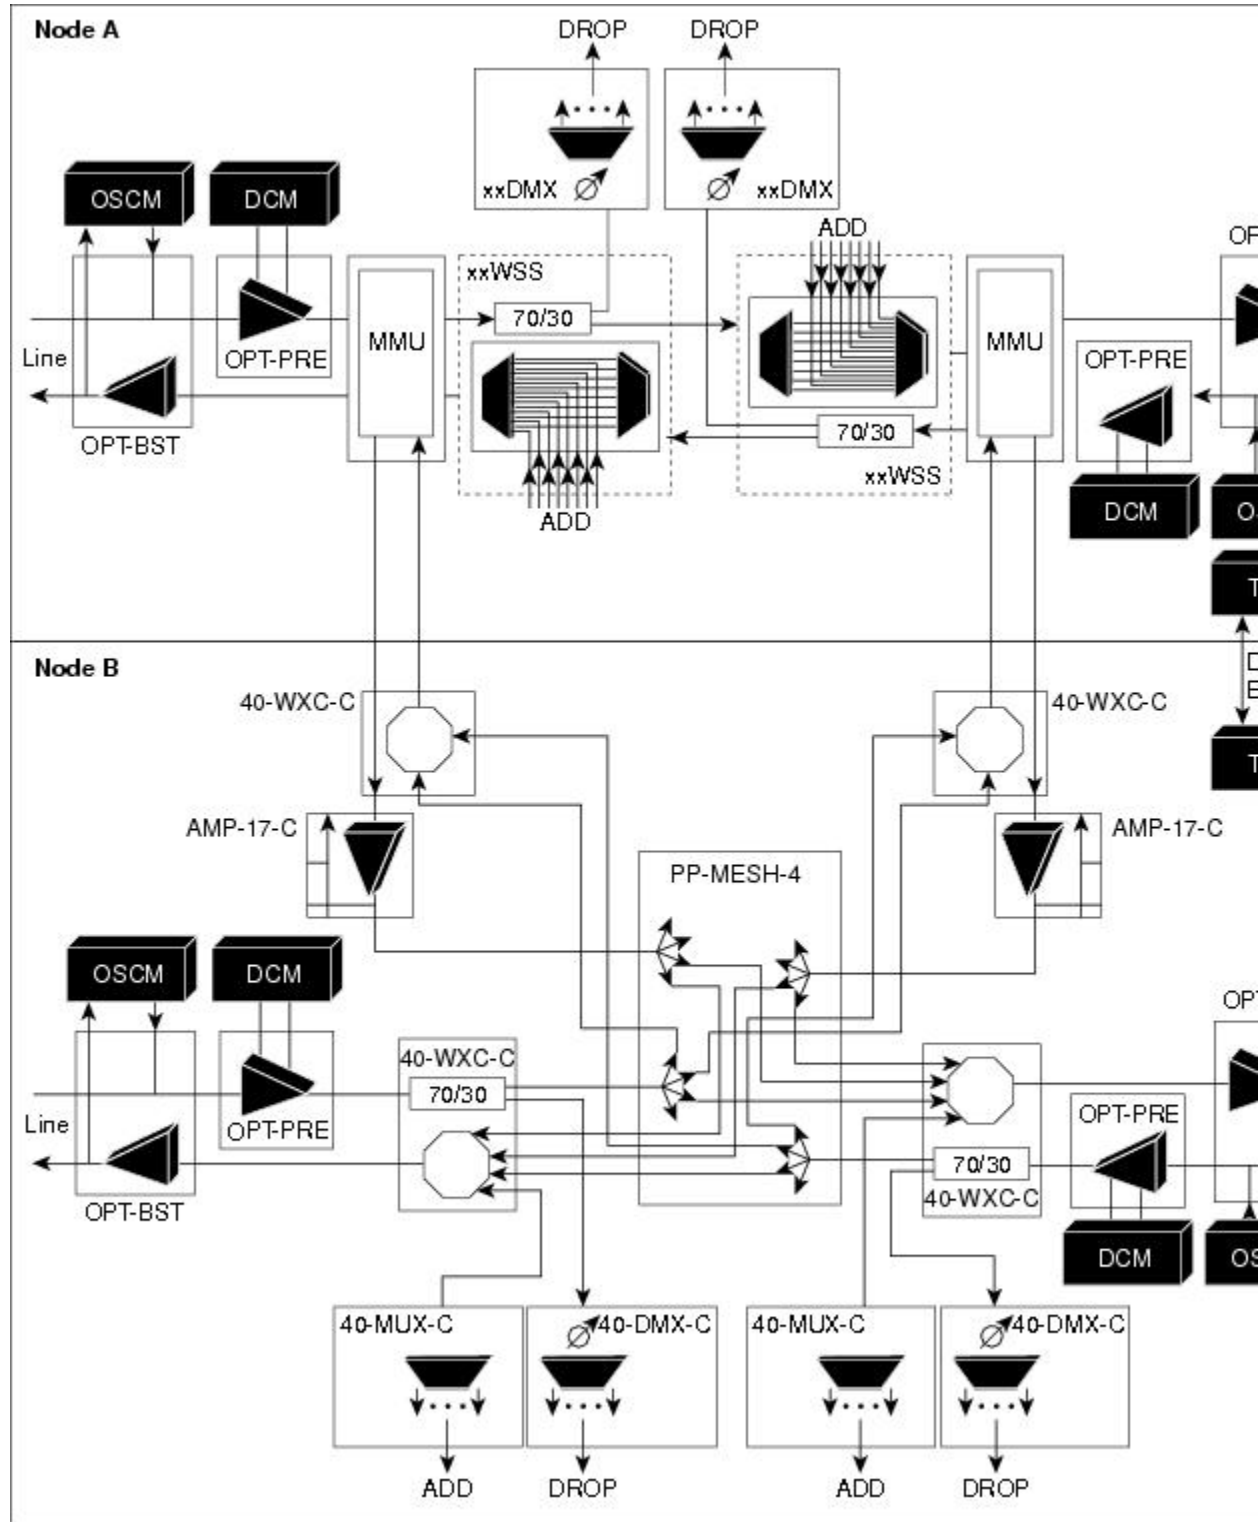 Node A
DROP
DROP
xxDMX
xxDMX
OSCM
DCM
ADD
OP
xxWSS
70/30
MMU
MMU
Line
OPT-PRE
OPT-PRE
70/30
OPT-BST
xxWSS
DCM
O
ADD
T
Node B
D
E
40-WXC-C
40-WXC-C
T
AMP-17-C
AMP-17-C
PP-MESH-4
OSCM
DCM
OPT
40-WXC-C
70/30
Line
OPT-PRE
OPT-PRE
70/30
40-WXC-C
OPT-BST
DCM
OS
40-MUX-C
40-DMX-C
40-MUX-C
40-DMX-C
ADD
DROP
ADD
DROP